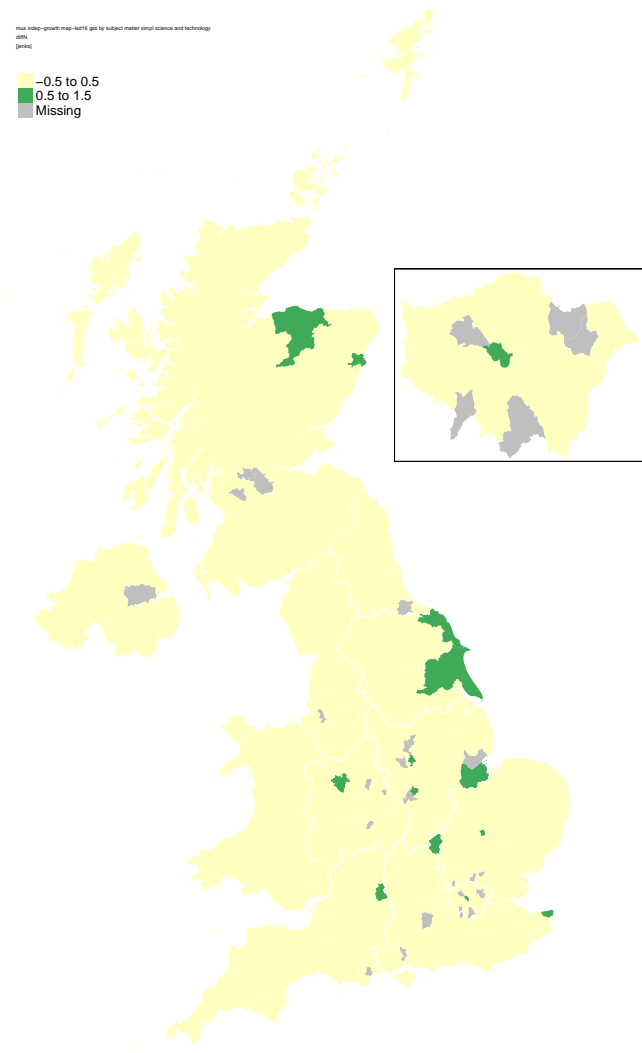 mus indep−growth map−lad16 gss by subject matter simpl science and technology
diffN
[jenks]
−0.5 to 0.5
0.5 to 1.5
Missing